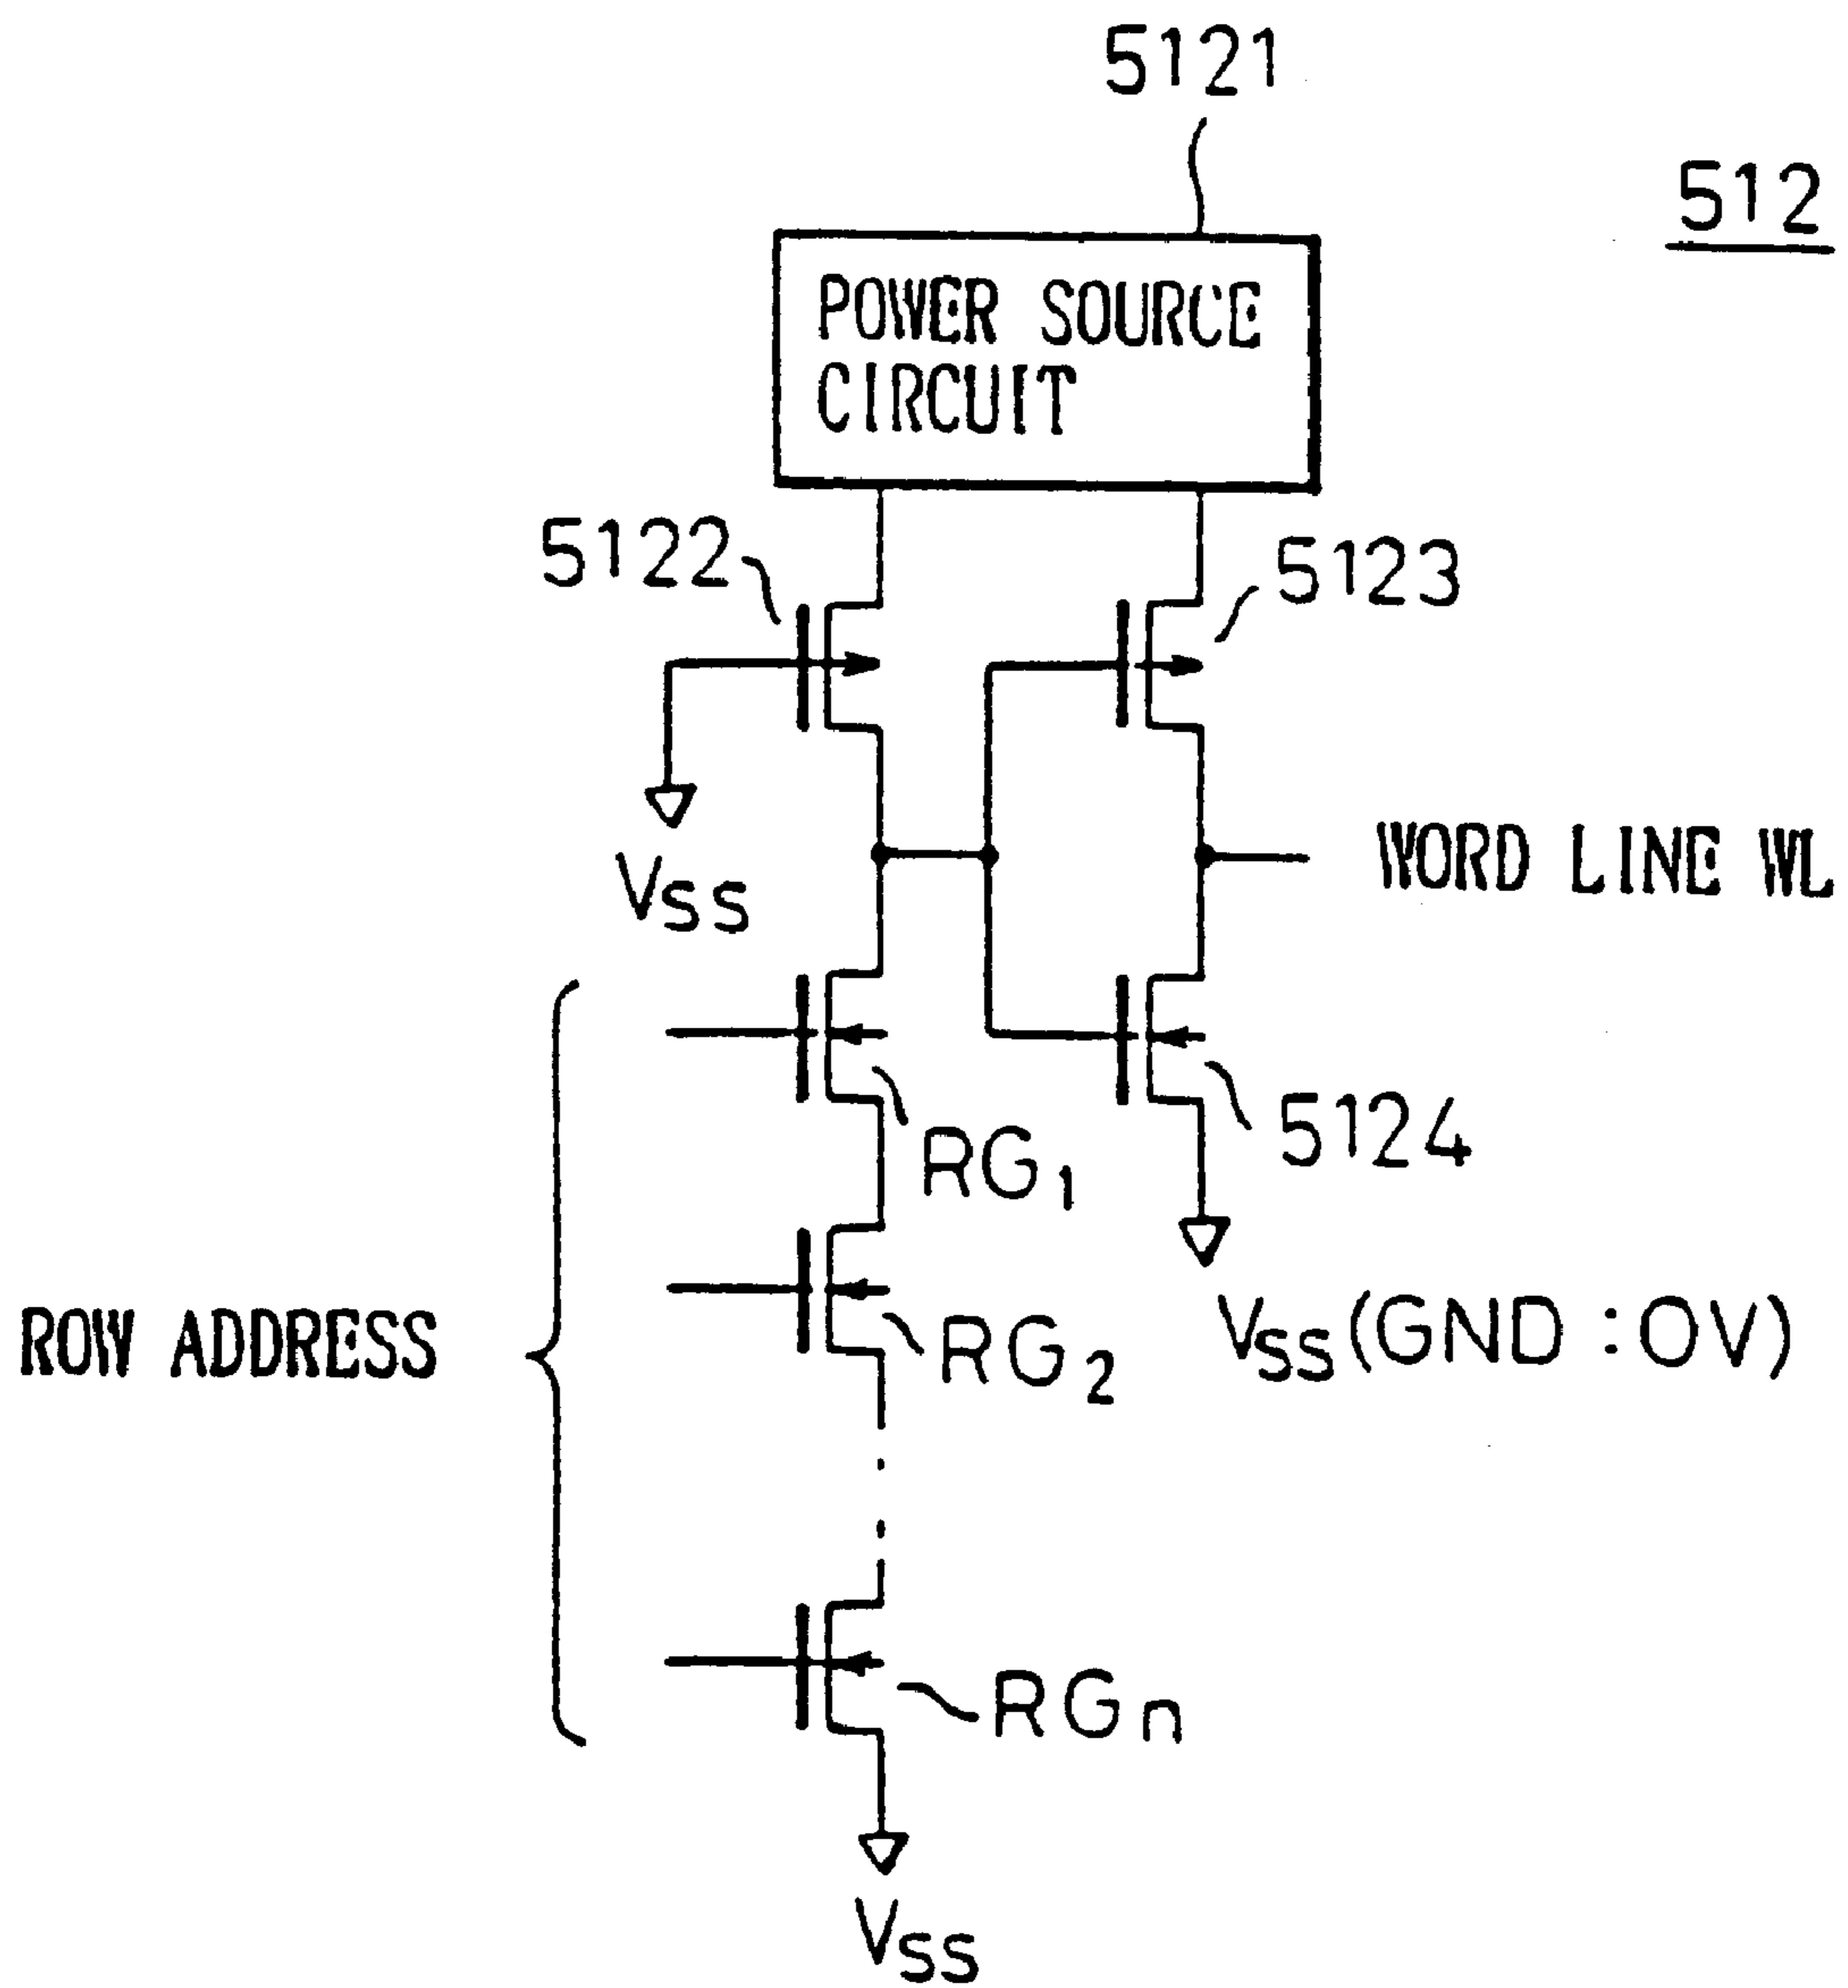 5121
512
POWER SOURCE
CIRCUIT
5122
5123
VSS
WORD LINE WL
RG1
5124
ROW ADDRESS
RG2
VSS (GND : 0V)
RGn
VSS